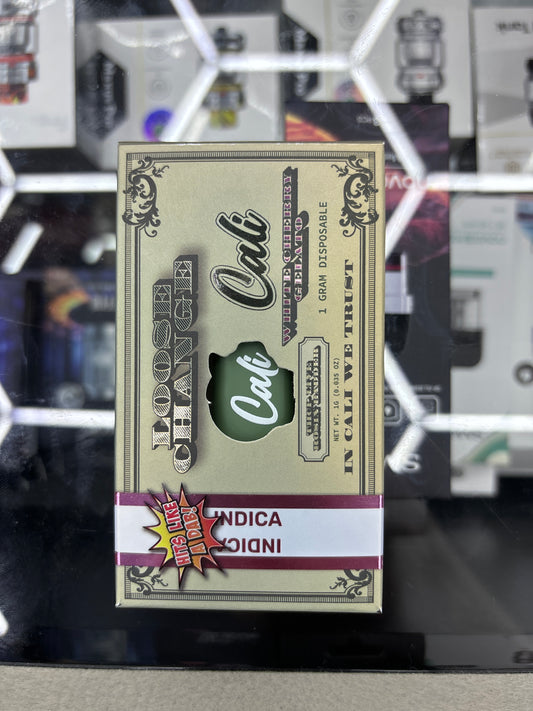 LOOSE
CHANGE
Cali
Cali
WHITE CHERRY
GELATO
1 GRAM DISPOSABLE
NET WT. 1G (0.035 OZ)
IN CALI WE TRUST
HITS LIKE
A DAB!
INDICA
INDICA